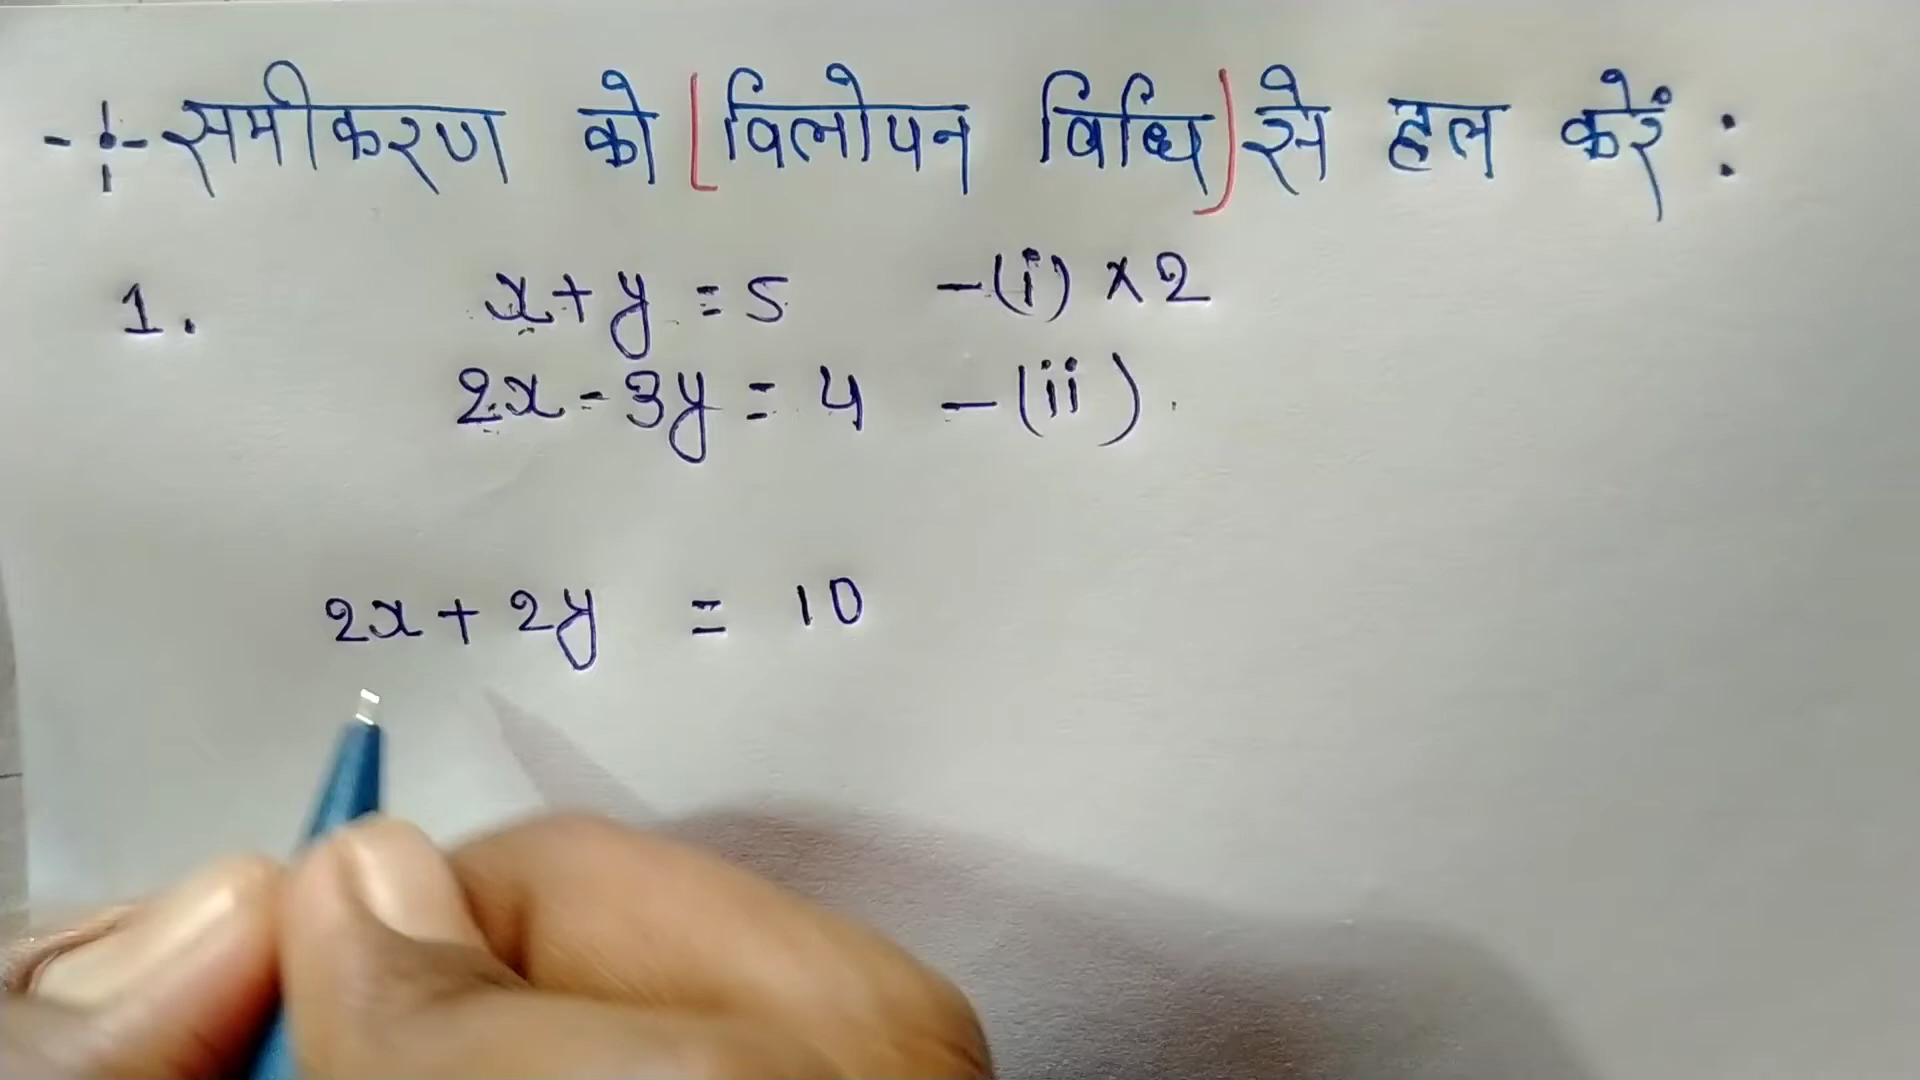 -¦- समीकरण को [विलोपन विधि] से हल करें :
1. x + y = 5 - (i) × 2
2x - 3y = 4 - (ii)
2x + 2y = 10